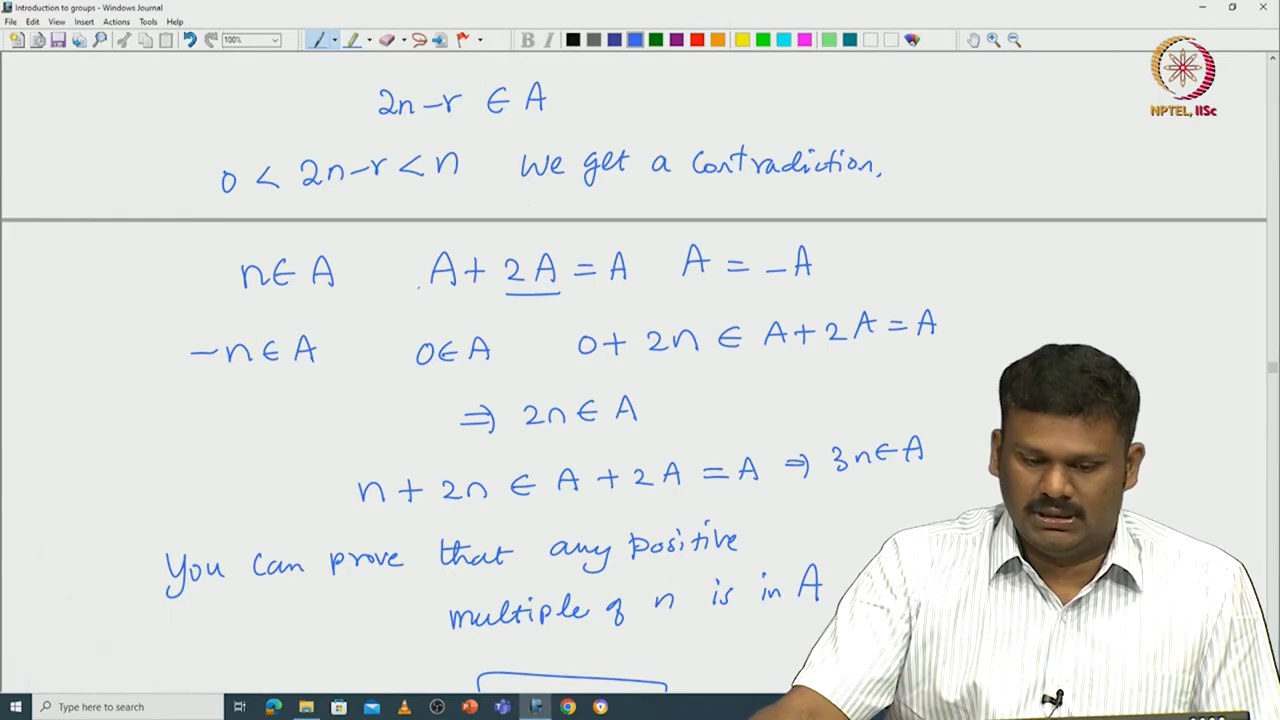 Introduction to groups - Windows Journal
File Edit View Insert Actions Tools Help
100%
B I
NPTEL, IISc
2n-r ∈ A
0 < 2n-r < n We get a contradiction.
n ∈ A A + 2A = A A = -A
-n ∈ A 0 ∈ A 0 + 2n ∈ A + 2A = A
⇒ 2n ∈ A
n + 2n ∈ A + 2A = A ⇒ 3n ∈ A
You can prove that any positive
multiple of n is in A
Type here to search